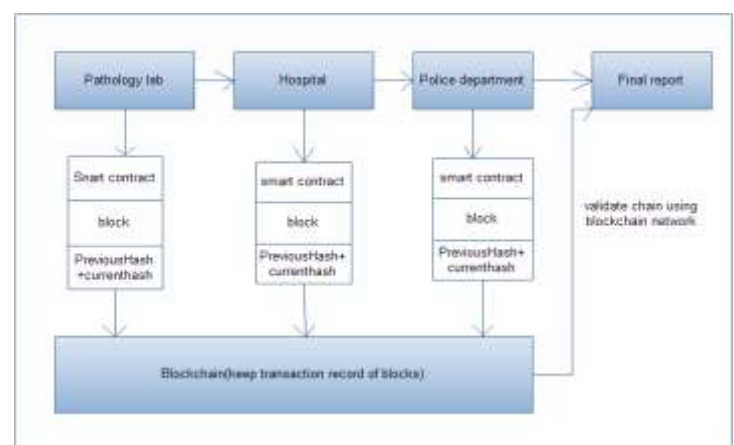 Pathology lab
Hospital
Police department
Final report
Smart contract
block
PreviousHash
+currenthash
smart contract
block
PreviousHash+
currenthash
smart contract
block
PreviousHash+
currenthash
validate chain using
blockchain network
Blockchain(keep transaction record of blocks)